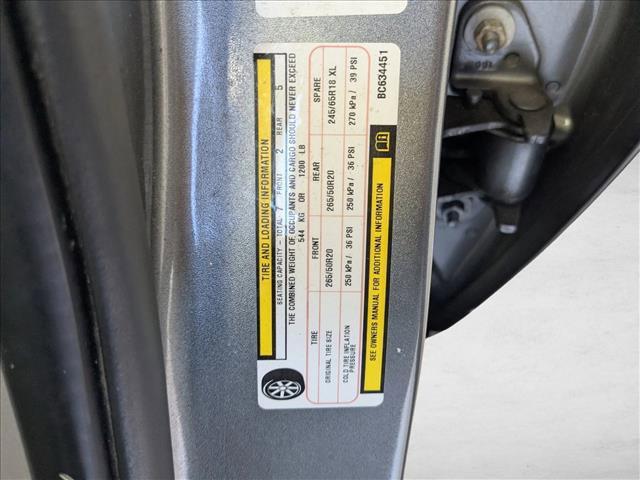 TIRE AND LOADING INFORMATION
SEATING CAPACITY - TOTAL 7 FRONT 2 REAR 5
THE COMBINED WEIGHT OF OCCUPANTS AND CARGO SHOULD NEVER EXCEED
544 KG OR 1200 LB
TIRE FRONT REAR SPARE
ORIGINAL TIRE SIZE 265/50R20 265/50R20 245/65R18 XL
COLD TIRE INFLATION PRESSURE 250 kPa / 36 PSI 250 kPa / 36 PSI 270 kPa / 39 PSI
SEE OWNERS MANUAL FOR ADDITIONAL INFORMATION
BC634451